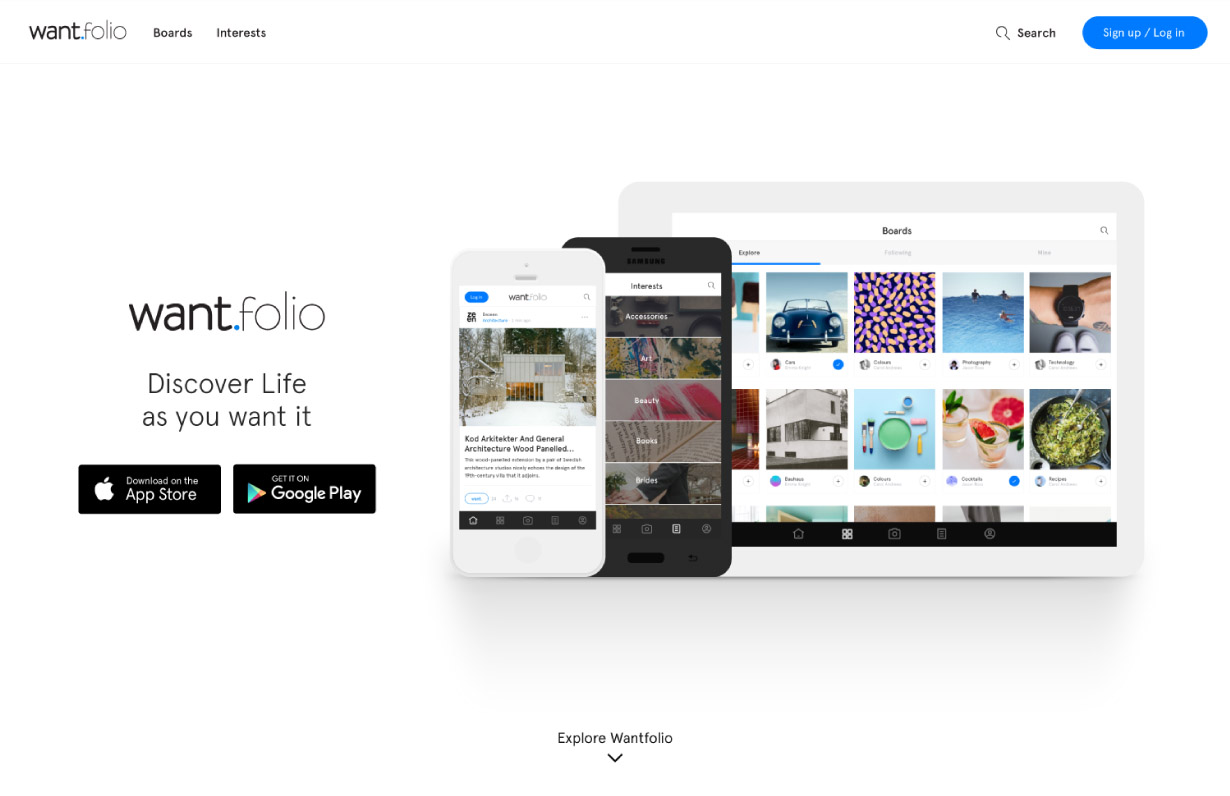 want.folio
Boards
Interests
Search
Sign up / Log in
want.folio
Discover Life
as you want it
Download on the
App Store
GET IT ON
Google Play
Log in
want.folio
Architecture
Kod Arkitekter And General
Architecture Wood Panelled...
This wood-panelled extension by a pair of Swedish
architecture studios nicely echoes the design of the
19th-century villa that it adjoins.
want
SAMSUNG
Interests
Accessories
Art
Beauty
Books
Brides
Boards
Explore
Following
Mine
Cars
Colours
Photography
Technology
Bauhaus
Colours
Cocktails
Recipes
Explore Wantfolio